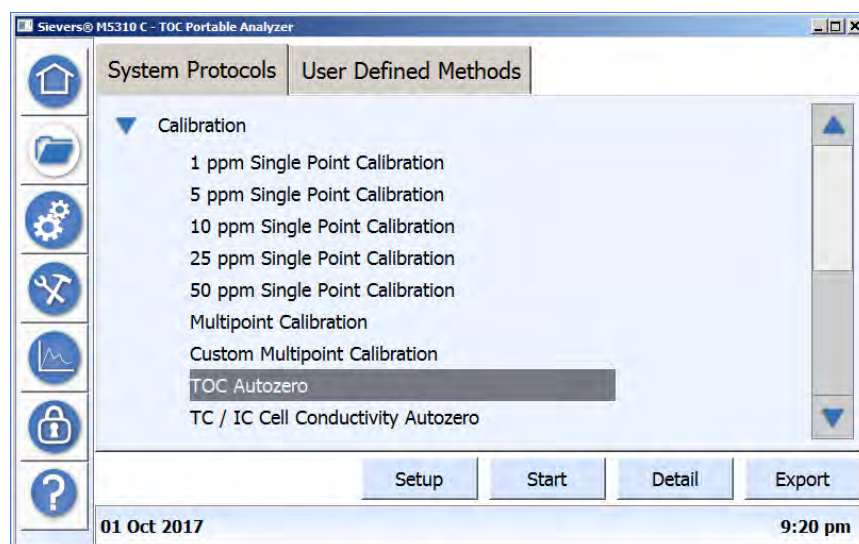 Sievers® M5310 C - TOC Portable Analyzer
System Protocols User Defined Methods
Calibration
1 ppm Single Point Calibration
5 ppm Single Point Calibration
10 ppm Single Point Calibration
25 ppm Single Point Calibration
50 ppm Single Point Calibration
Multipoint Calibration
Custom Multipoint Calibration
TOC Autozero
TC / IC Cell Conductivity Autozero
Setup Start Detail Export
01 Oct 2017 9:20 pm